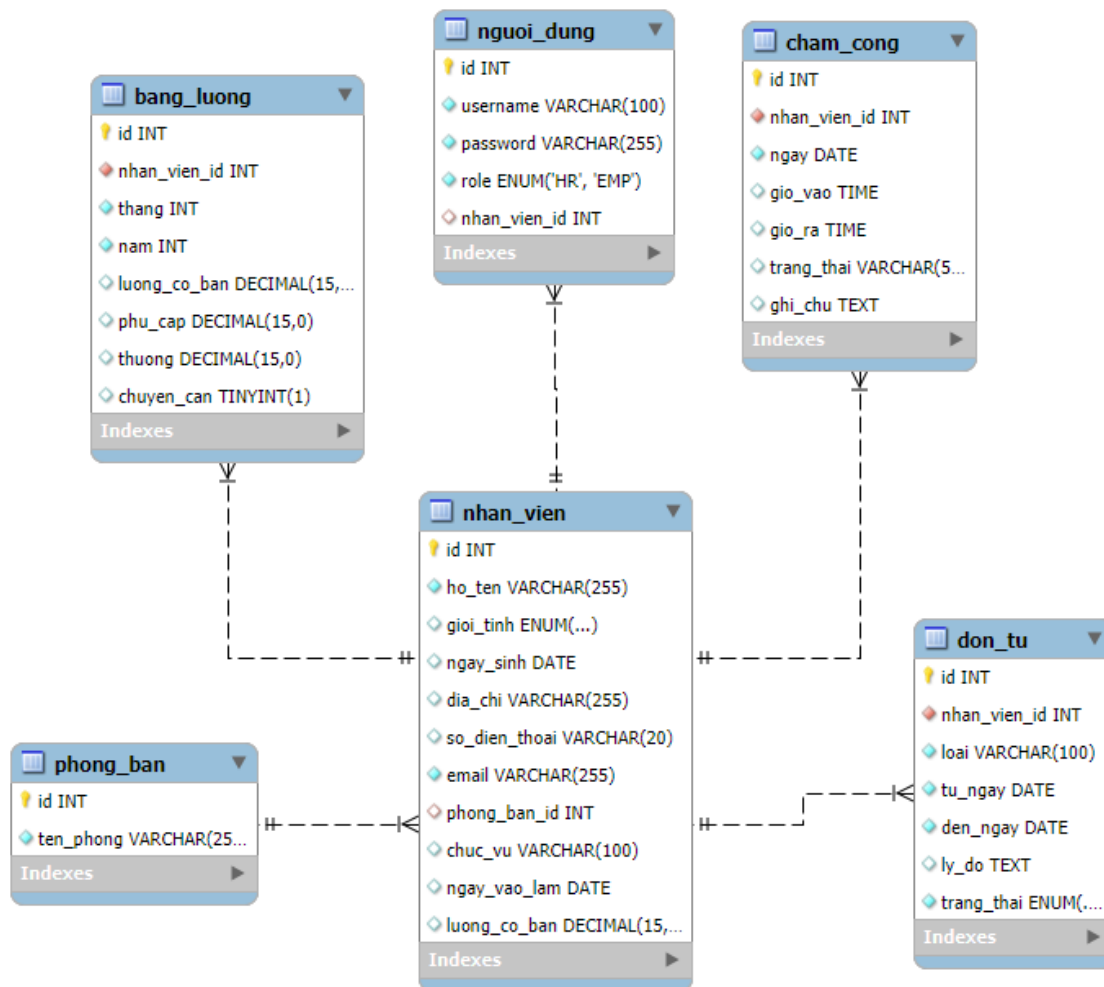 bang_luong
id INT
nhan_vien_id INT
thang INT
nam INT
luong_co_ban DECIMAL(15,...
phu_cap DECIMAL(15,0)
thuong DECIMAL(15,0)
chuyen_can TINYINT(1)
Indexes
nguoi_dung
id INT
username VARCHAR(100)
password VARCHAR(255)
role ENUM('HR', 'EMP')
nhan_vien_id INT
Indexes
cham_cong
id INT
nhan_vien_id INT
ngay DATE
gio_vao TIME
gio_ra TIME
trang_thai VARCHAR(5...
ghi_chu TEXT
Indexes
nhan_vien
id INT
ho_ten VARCHAR(255)
gioi_tinh ENUM(...)
ngay_sinh DATE
dia_chi VARCHAR(255)
so_dien_thoai VARCHAR(20)
email VARCHAR(255)
phong_ban_id INT
chuc_vu VARCHAR(100)
ngay_vao_lam DATE
luong_co_ban DECIMAL(15,...
Indexes
phong_ban
id INT
ten_phong VARCHAR(25...
Indexes
don_tu
id INT
nhan_vien_id INT
loai VARCHAR(100)
tu_ngay DATE
den_ngay DATE
ly_do TEXT
trang_thai ENUM(....
Indexes